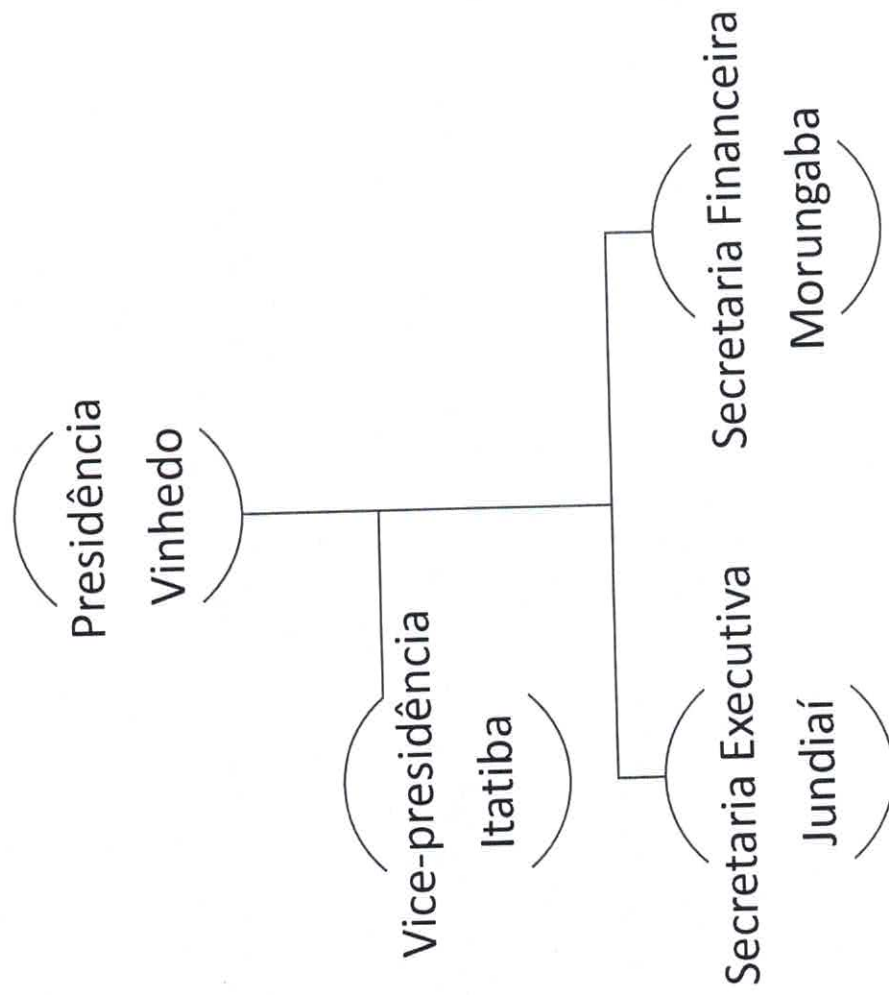 Presidência
Vinhedo
Vice-presidência
Itatiba
Secretaria Executiva
Jundiaí
Secretaria Financeira
Morungaba